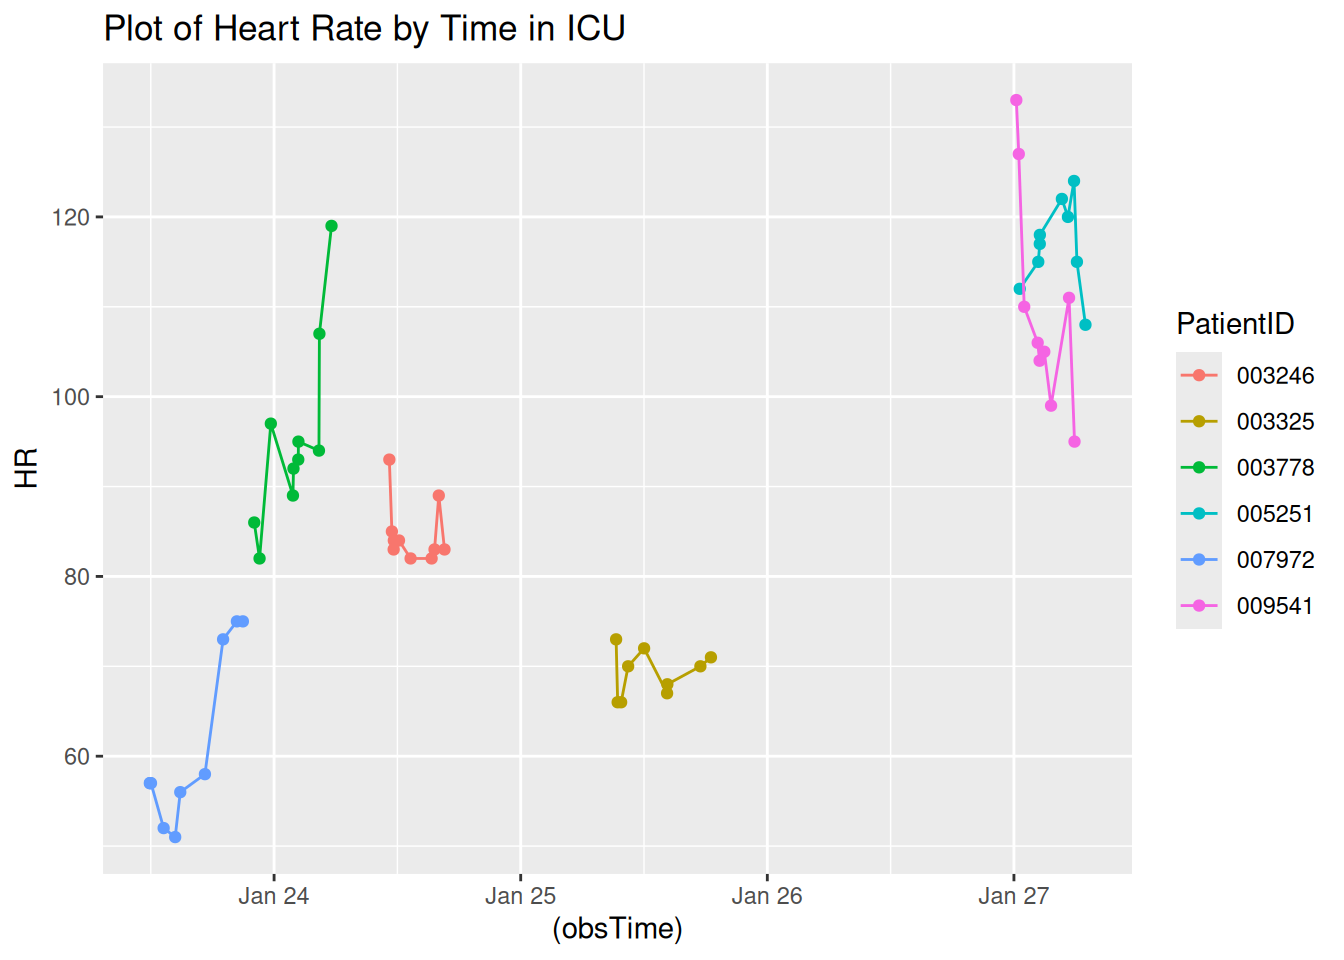 Plot of Heart Rate by Time in ICU
HR
120
100
80
60
Jan 24
Jan 25
Jan 26
Jan 27
(obsTime)
PatientID
003246
003325
003778
005251
007972
009541